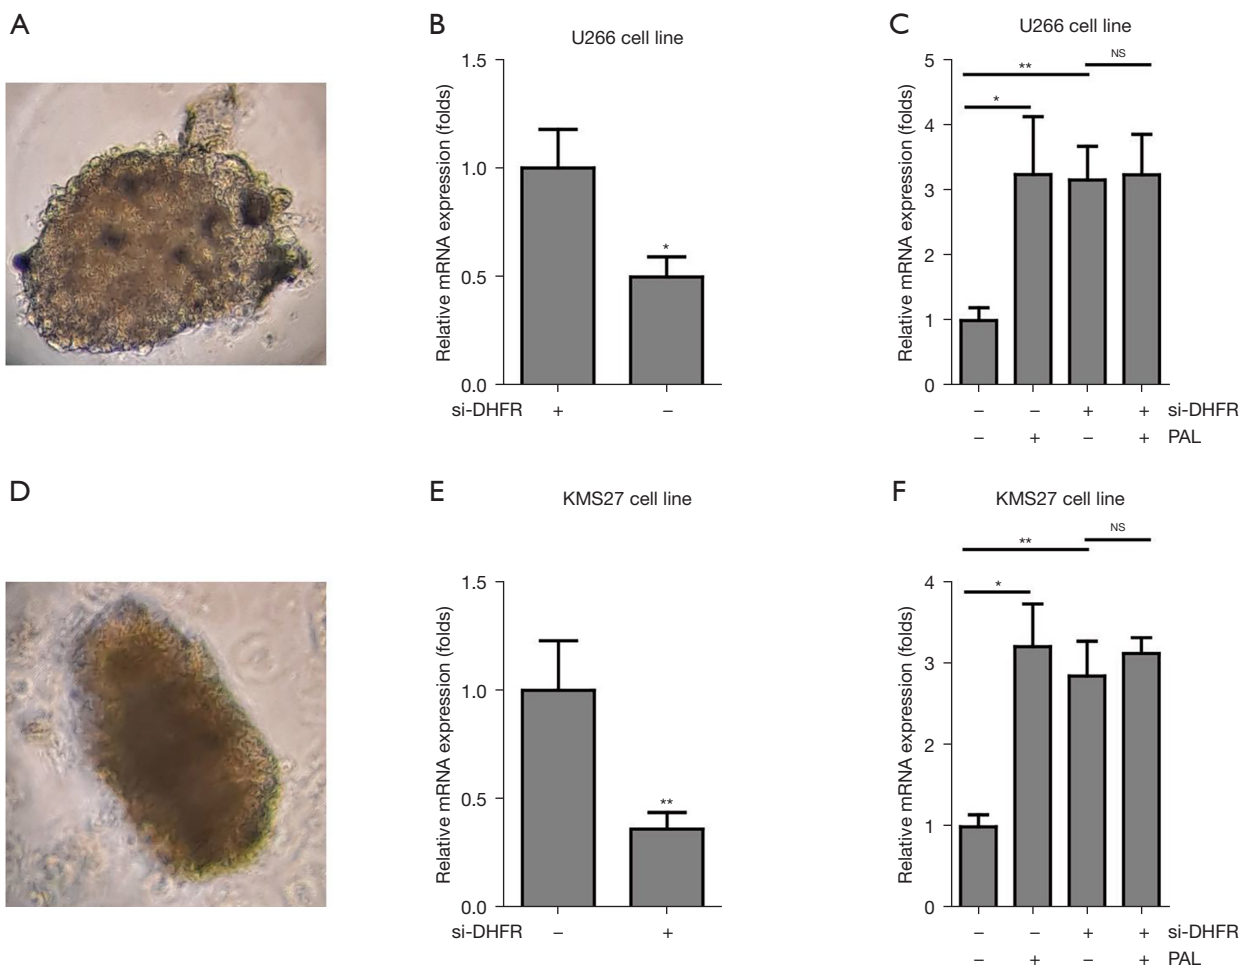 A
B
U266 cell line
Relative mRNA expression (folds)
1.5
1.0
0.5
0.0
*
si-DHFR + −
C
U266 cell line
Relative mRNA expression (folds)
5
4
3
2
1
0
NS
**
*
− − + + si-DHFR
− + − + PAL
D
E
KMS27 cell line
Relative mRNA expression (folds)
1.5
1.0
0.5
0.0
**
si-DHFR − +
F
KMS27 cell line
Relative mRNA expression (folds)
4
3
2
1
0
NS
**
*
− − + + si-DHFR
− + − + PAL